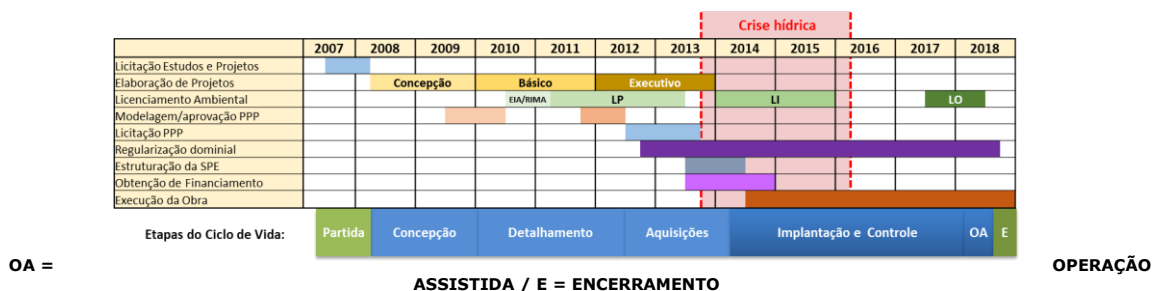 Crise hídrica
2007 2008 2009 2010 2011 2012 2013 2014 2015 2016 2017 2018
Licitação Estudos e Projetos
Elaboração de Projetos Concepção Básico Executivo
Licenciamento Ambiental EIA/RIMA LP LI LO
Modelagem/aprovação PPP
Licitação PPP
Regularização dominial
Estruturação da SPE
Obtenção de Financiamento
Execução da Obra
Etapas do Ciclo de Vida: Partida Concepção Detalhamento Aquisições Implantação e Controle OA E
OA = OPERAÇÃO
ASSISTIDA / E = ENCERRAMENTO